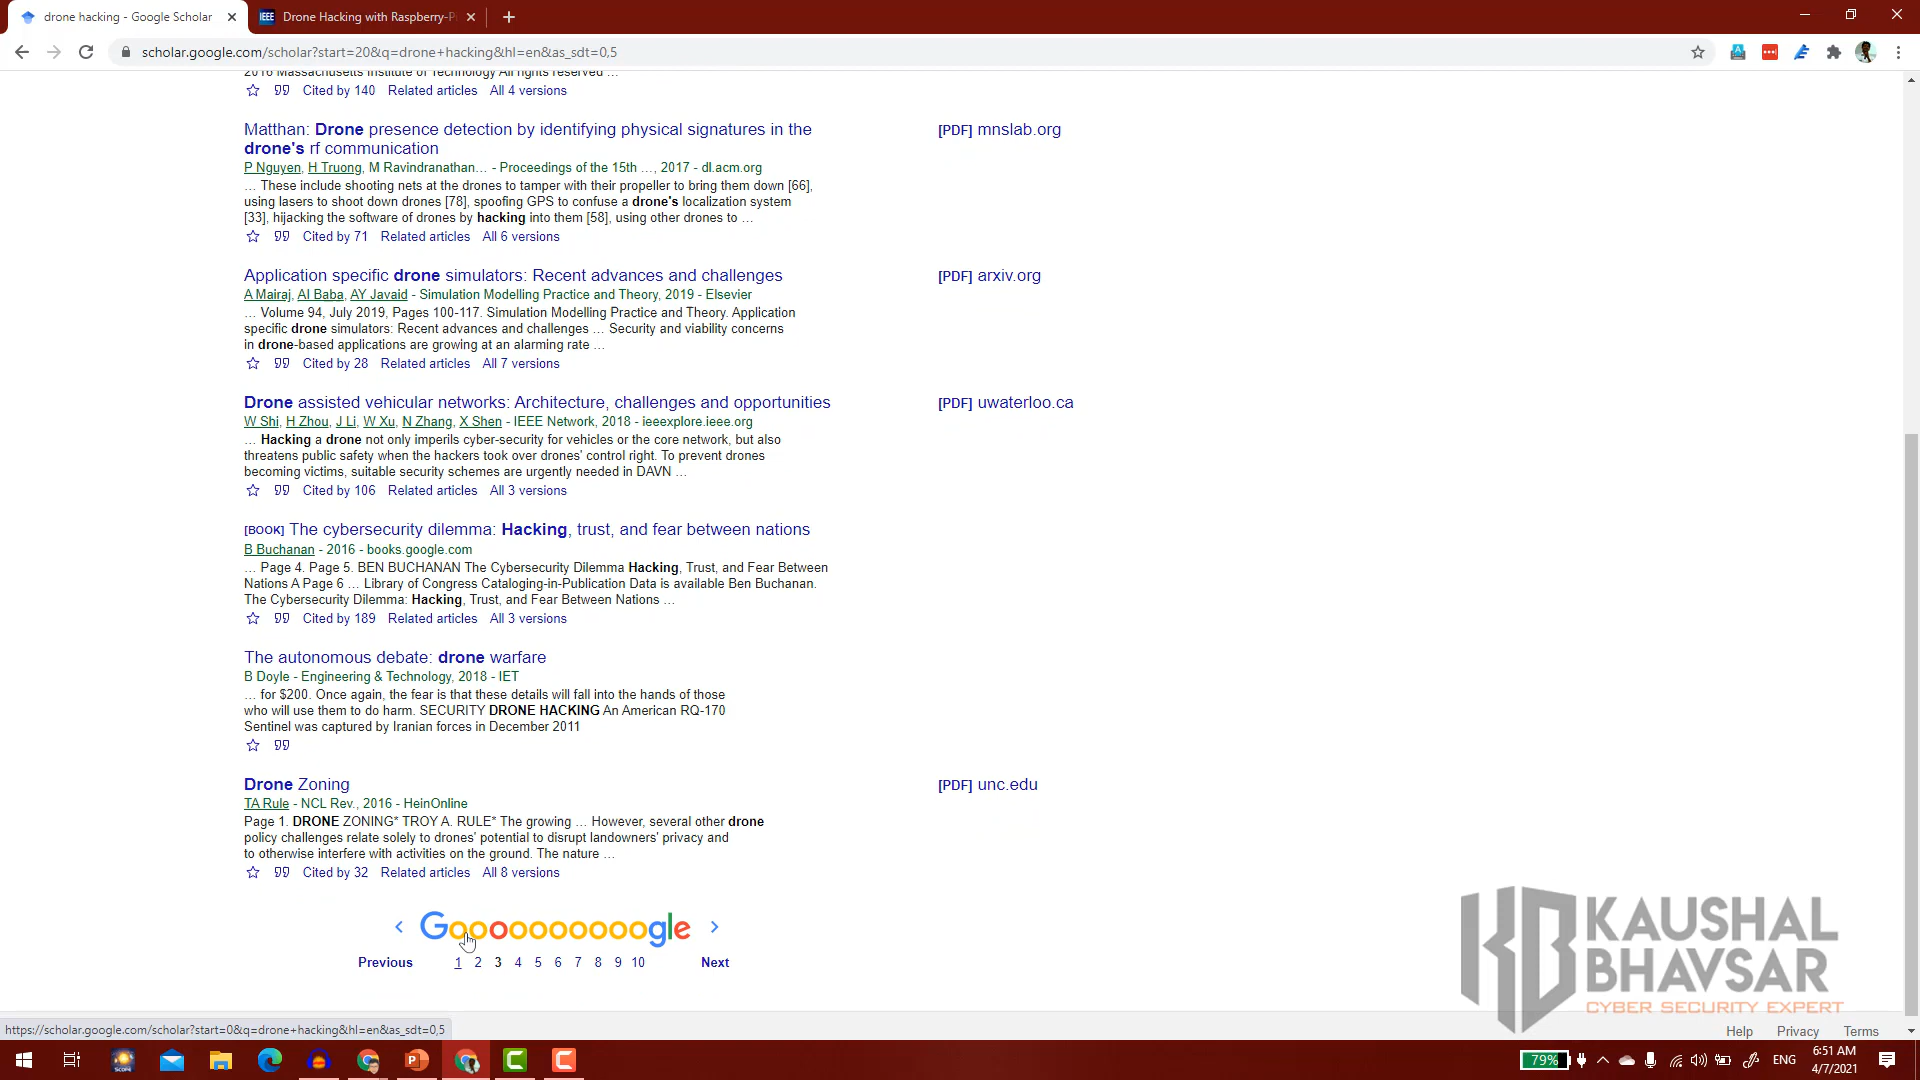 drone hacking - Google Scholar
IEEE Drone Hacking with Raspberry-P
scholar.google.com/scholar?start=20&q=drone+hacking&hl=en&as_sdt=0,5
2016 Massachusetts Institute of Technology All rights reserved …
Cited by 140 Related articles All 4 versions
Matthan: Drone presence detection by identifying physical signatures in the
drone's rf communication
[PDF] mnslab.org
P Nguyen, H Truong, M Ravindranathan… - Proceedings of the 15th …, 2017 - dl.acm.org
… These include shooting nets at the drones to tamper with their propeller to bring them down [66],
using lasers to shoot down drones [78], spoofing GPS to confuse a drone's localization system
[33], hijacking the software of drones by hacking into them [58], using other drones to …
Cited by 71 Related articles All 6 versions
Application specific drone simulators: Recent advances and challenges
[PDF] arxiv.org
A Mairaj, AI Baba, AY Javaid - Simulation Modelling Practice and Theory, 2019 - Elsevier
… Volume 94, July 2019, Pages 100-117. Simulation Modelling Practice and Theory. Application
specific drone simulators: Recent advances and challenges … Security and viability concerns
in drone-based applications are growing at an alarming rate …
Cited by 28 Related articles All 7 versions
Drone assisted vehicular networks: Architecture, challenges and opportunities
[PDF] uwaterloo.ca
W Shi, H Zhou, J Li, W Xu, N Zhang, X Shen - IEEE Network, 2018 - ieeexplore.ieee.org
… Hacking a drone not only imperils cyber-security for vehicles or the core network, but also
threatens public safety when the hackers took over drones' control right. To prevent drones
becoming victims, suitable security schemes are urgently needed in DAVN …
Cited by 106 Related articles All 3 versions
[BOOK] The cybersecurity dilemma: Hacking, trust, and fear between nations
B Buchanan - 2016 - books.google.com
… Page 4. Page 5. BEN BUCHANAN The Cybersecurity Dilemma Hacking, Trust, and Fear Between
Nations A Page 6 … Library of Congress Cataloging-in-Publication Data is available Ben Buchanan.
The Cybersecurity Dilemma: Hacking, Trust, and Fear Between Nations …
Cited by 189 Related articles All 3 versions
The autonomous debate: drone warfare
B Doyle - Engineering & Technology, 2018 - IET
… for $200. Once again, the fear is that these details will fall into the hands of those
who will use them to do harm. SECURITY DRONE HACKING An American RQ-170
Sentinel was captured by Iranian forces in December 2011
Drone Zoning
[PDF] unc.edu
TA Rule - NCL Rev., 2016 - HeinOnline
Page 1. DRONE ZONING* TROY A. RULE* The growing … However, several other drone
policy challenges relate solely to drones' potential to disrupt landowners' privacy and
to otherwise interfere with activities on the ground. The nature …
Cited by 32 Related articles All 8 versions
Goooooooooogle
Previous 1 2 3 4 5 6 7 8 9 10 Next
KB KAUSHAL
BHAVSAR
CYBER SECURITY EXPERT
https://scholar.google.com/scholar?start=0&q=drone+hacking&hl=en&as_sdt=0,5
Help Privacy Terms
79% ENG 6:51 AM
4/7/2021